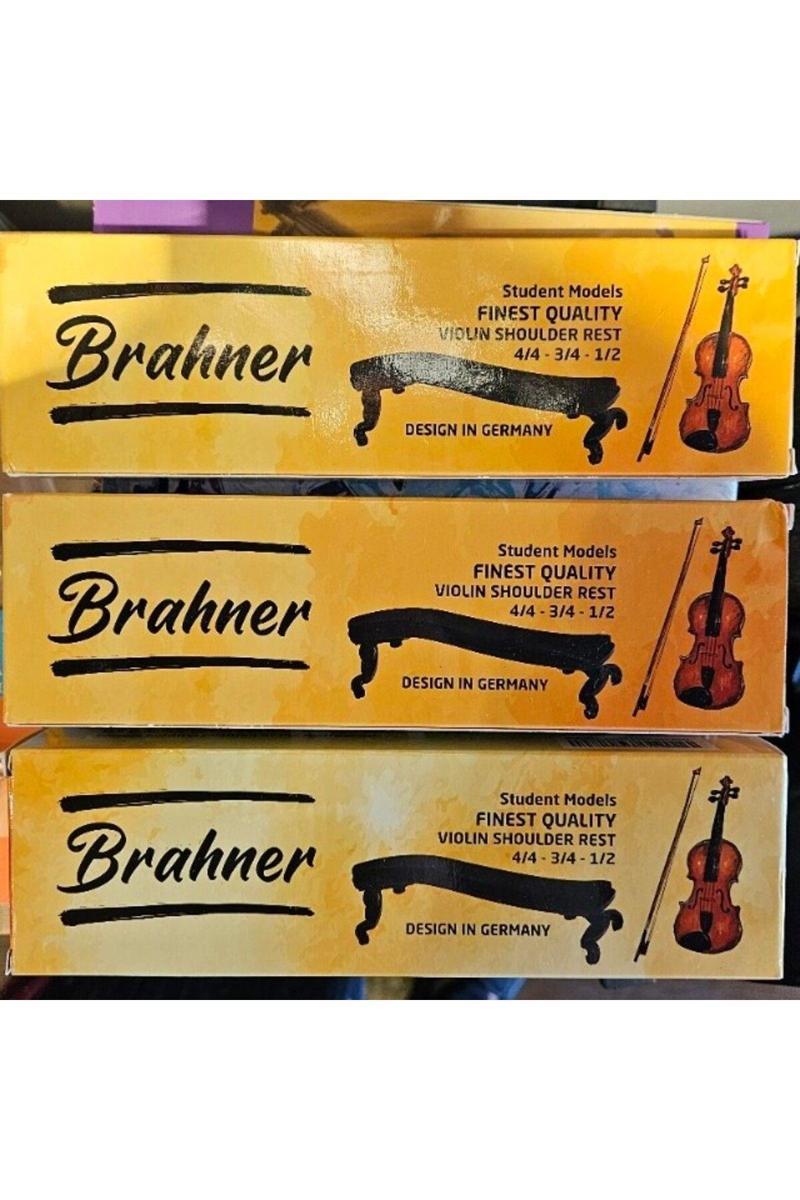 Brahner
Student Models
FINEST QUALITY
VIOLIN SHOULDER REST
4/4 - 3/4 - 1/2
DESIGN IN GERMANY
Brahner
Student Models
FINEST QUALITY
VIOLIN SHOULDER REST
4/4 - 3/4 - 1/2
DESIGN IN GERMANY
Brahner
Student Models
FINEST QUALITY
VIOLIN SHOULDER REST
4/4 - 3/4 - 1/2
DESIGN IN GERMANY